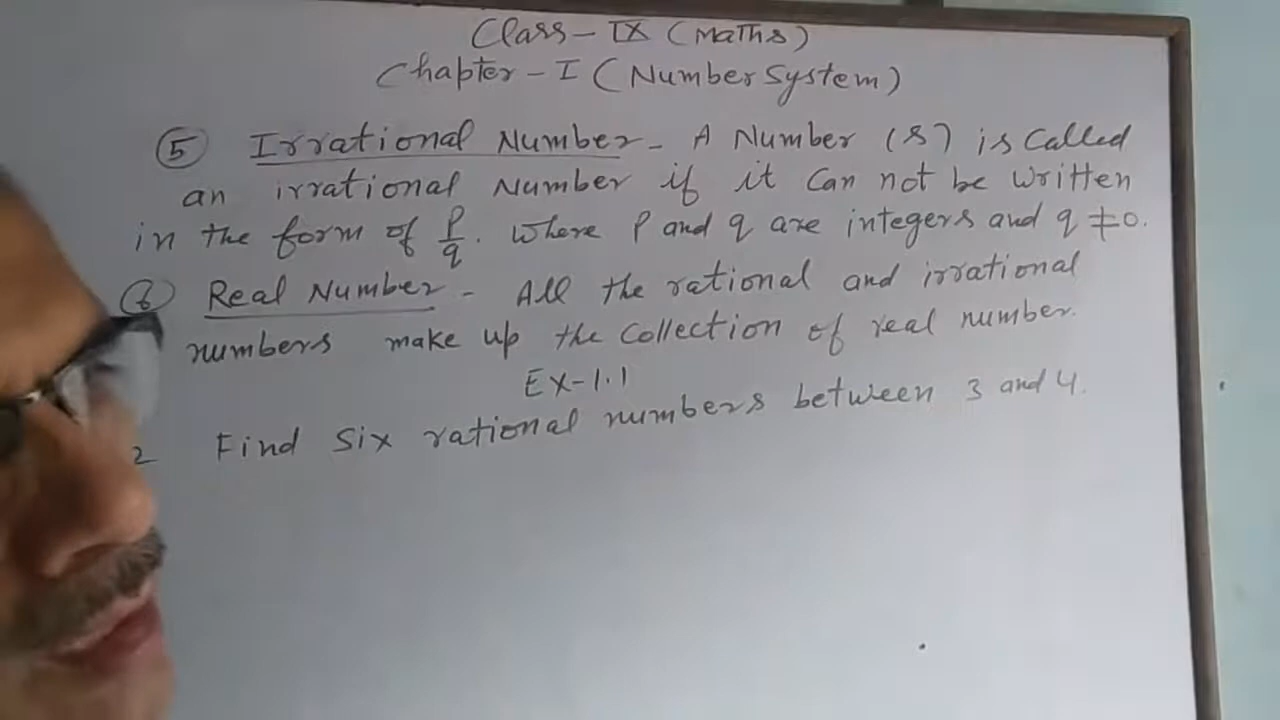 Class-IX (Maths)
Chapter-I (Number System)
⑤ Irrational Number - A Number (s) is Called
an irrational Number if it Can not be written
in the form of p/q. Where p and q are integers and q ≠ 0.
⑥ Real Number - All the rational and irrational
numbers make up the Collection of real number.
EX-1.1
2 Find Six rational numbers between 3 and 4.